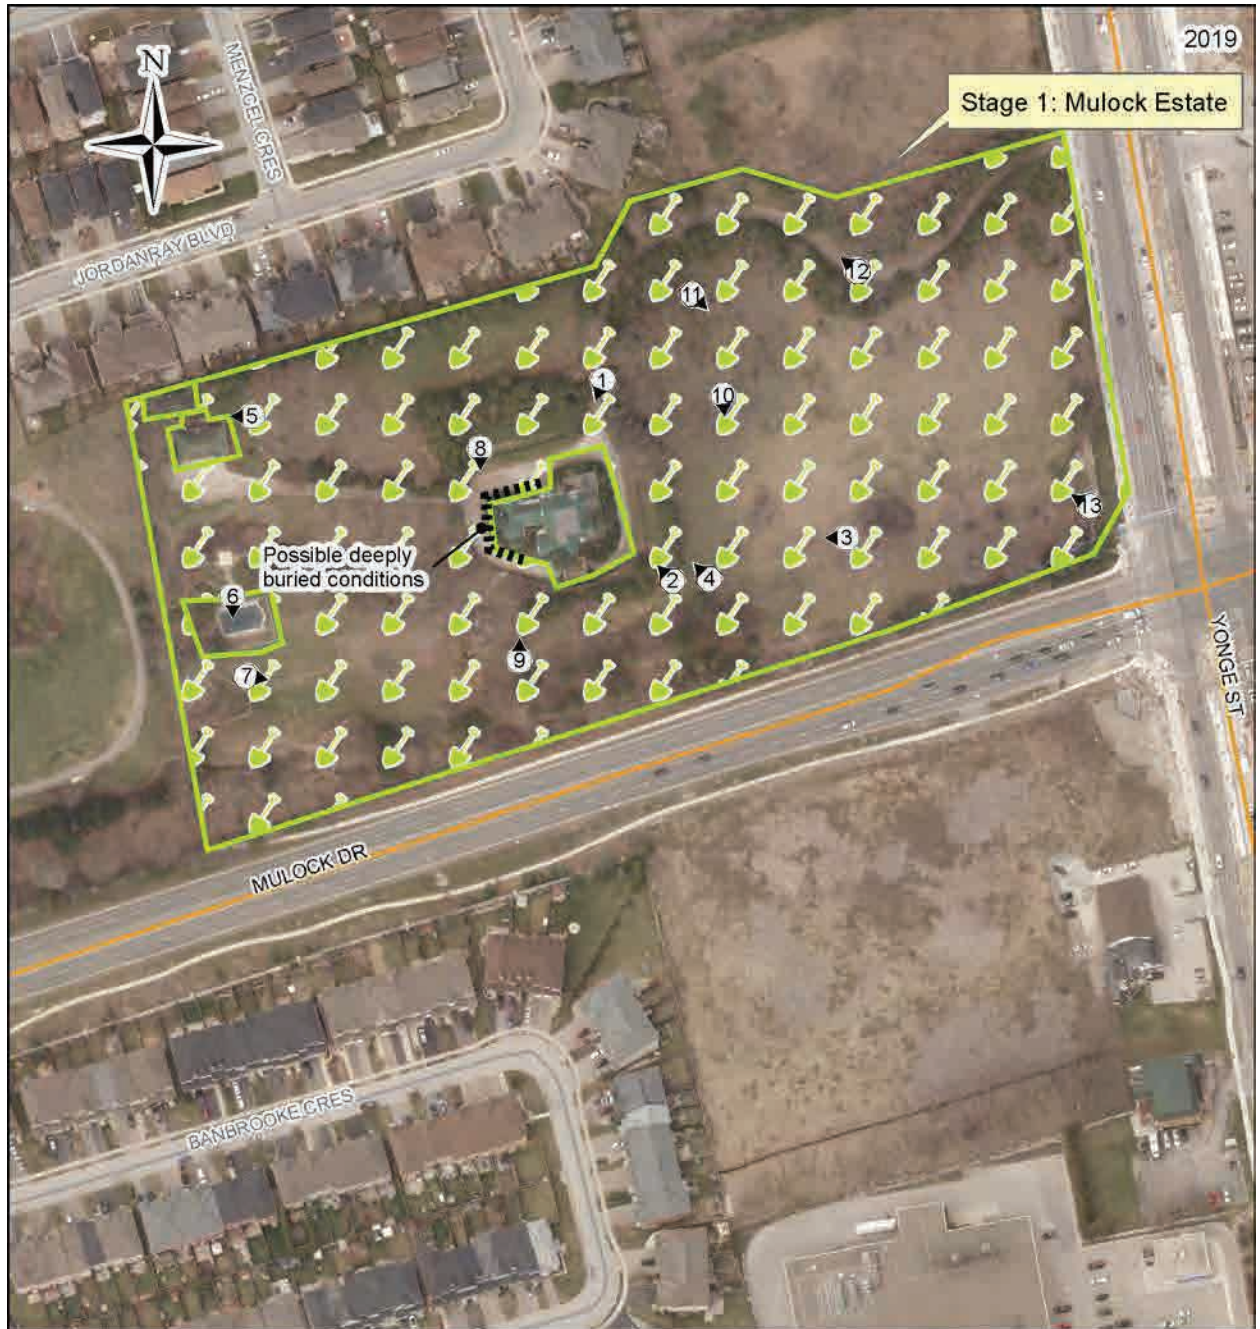 2019
N
MENZCEL CRES
Stage 1: Mulock Estate
JORDANRAY BLVD
12
11
1
10
5
8
13
3
Possible deeply
buried conditions
2
4
6
9
7
YONGE ST
MULOCK DR
BANBROOKE CRES